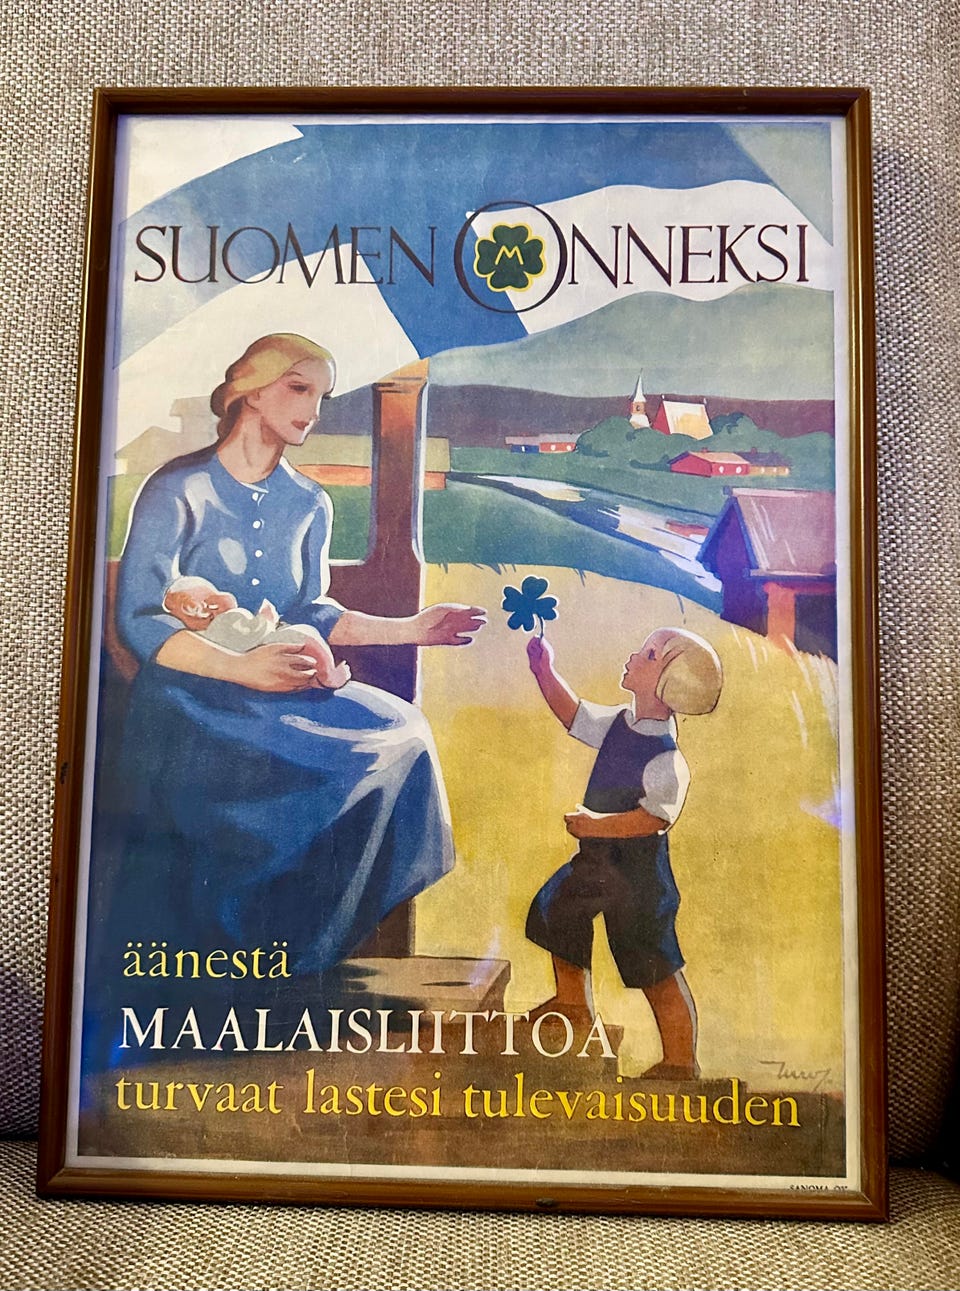 SUOMEN ONNEKSI
M
äänestä
MAALAISLIITTOA
turvaat lastesi tulevaisuuden
SANOMA OY